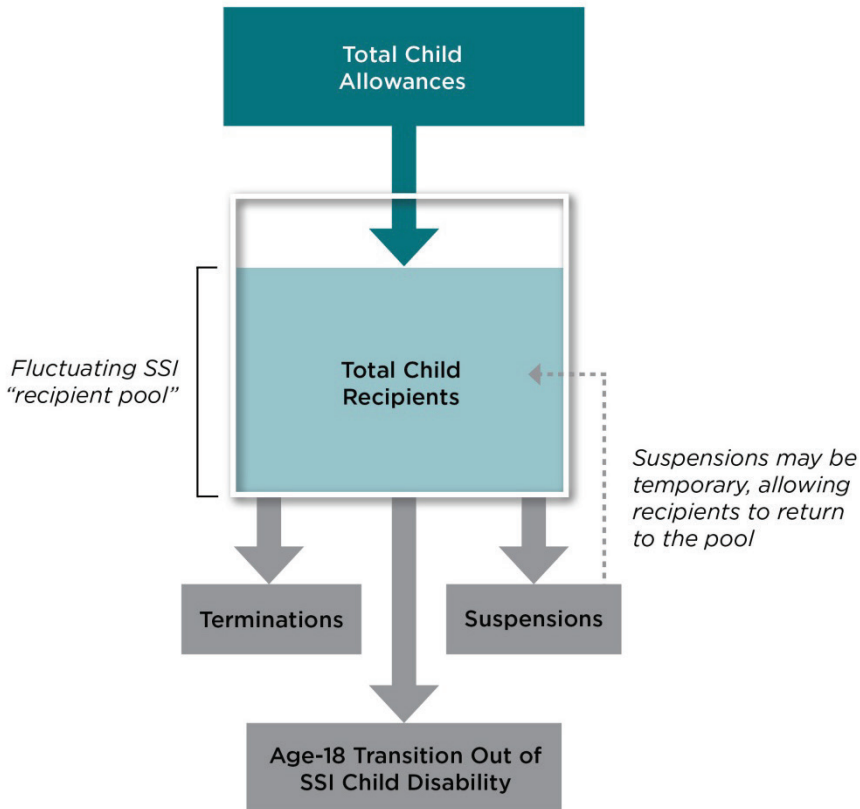 Total Child
Allowances
Fluctuating SSI
“recipient pool”
Total Child
Recipients
Suspensions may be
temporary, allowing
recipients to return
to the pool
Terminations
Suspensions
Age-18 Transition Out of
SSI Child Disability